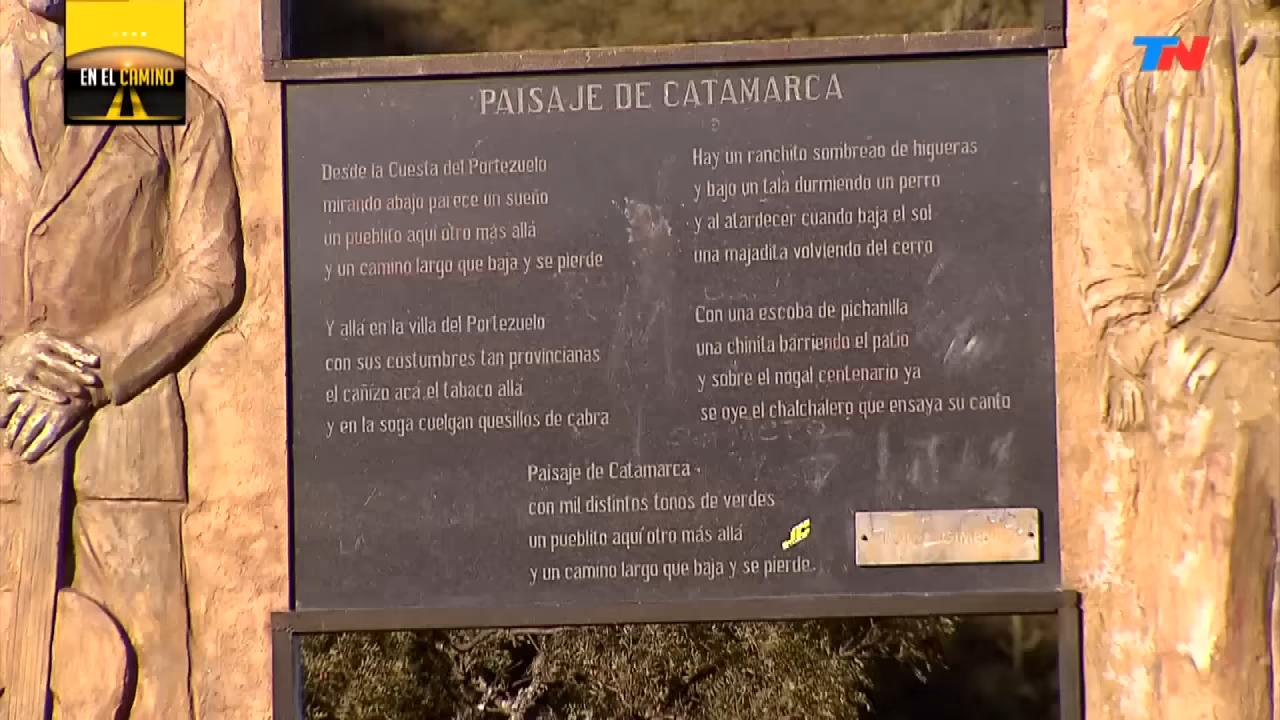 EN EL CAMINO
TN
PAISAJE DE CATAMARCA
Desde la Cuesta del Portezuelo
mirando abajo parece un sueño
un pueblito aquí otro más allá
y un camino largo que baja y se pierde
Y allá en la villa del Portezuelo
con sus costumbres tan provincianas
el cañizo acá el tabaco allá
y en la soga cuelgan quesillos de cabra
Hay un ranchito sombreao de higueras
y bajo un tala durmiendo un perro
y al atardecer cuando baja el sol
una majadita volviendo del cerro
Con una escoba de pichanilla
una chinita barriendo el patio
y sobre el nogal centenario ya
se oye el chalchalero que ensaya su canto
Paisaje de Catamarca
con mil distintos tonos de verdes
un pueblito aquí otro más allá
y un camino largo que baja y se pierde.